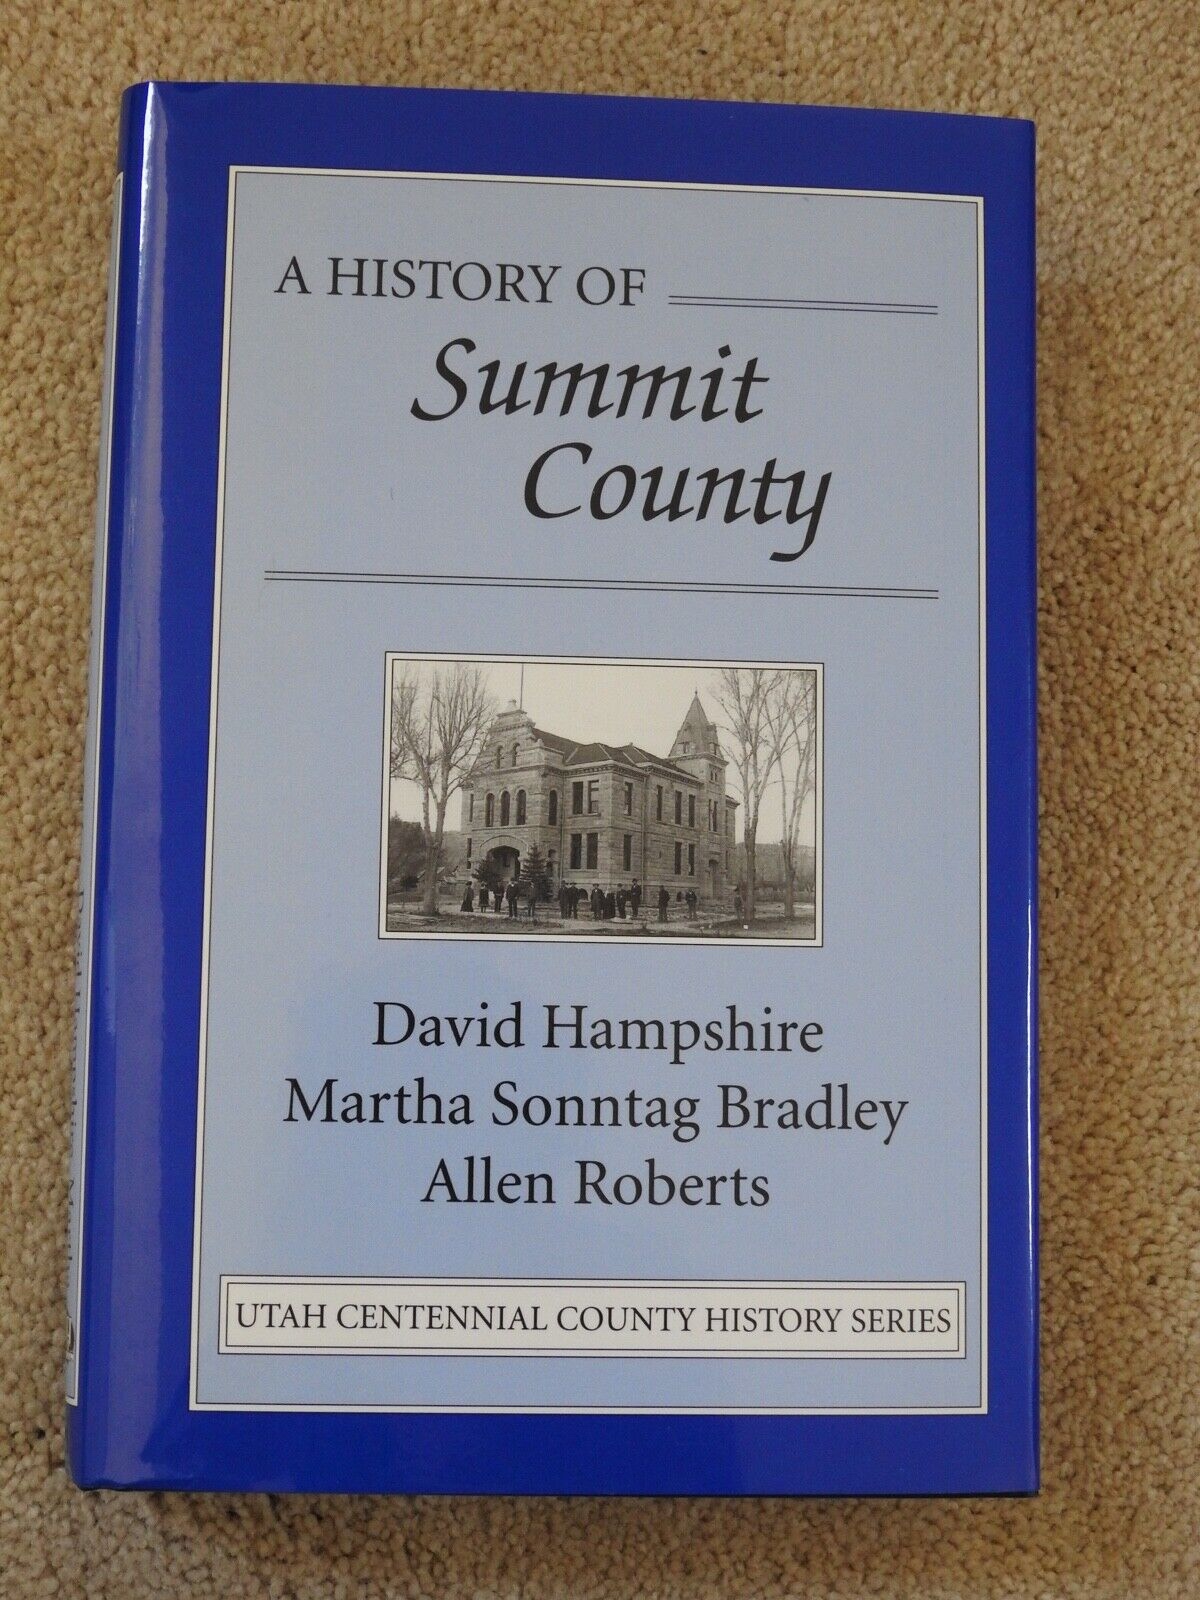 A HISTORY OF
Summit
County
David Hampshire
Martha Sonntag Bradley
Allen Roberts
UTAH CENTENNIAL COUNTY HISTORY SERIES